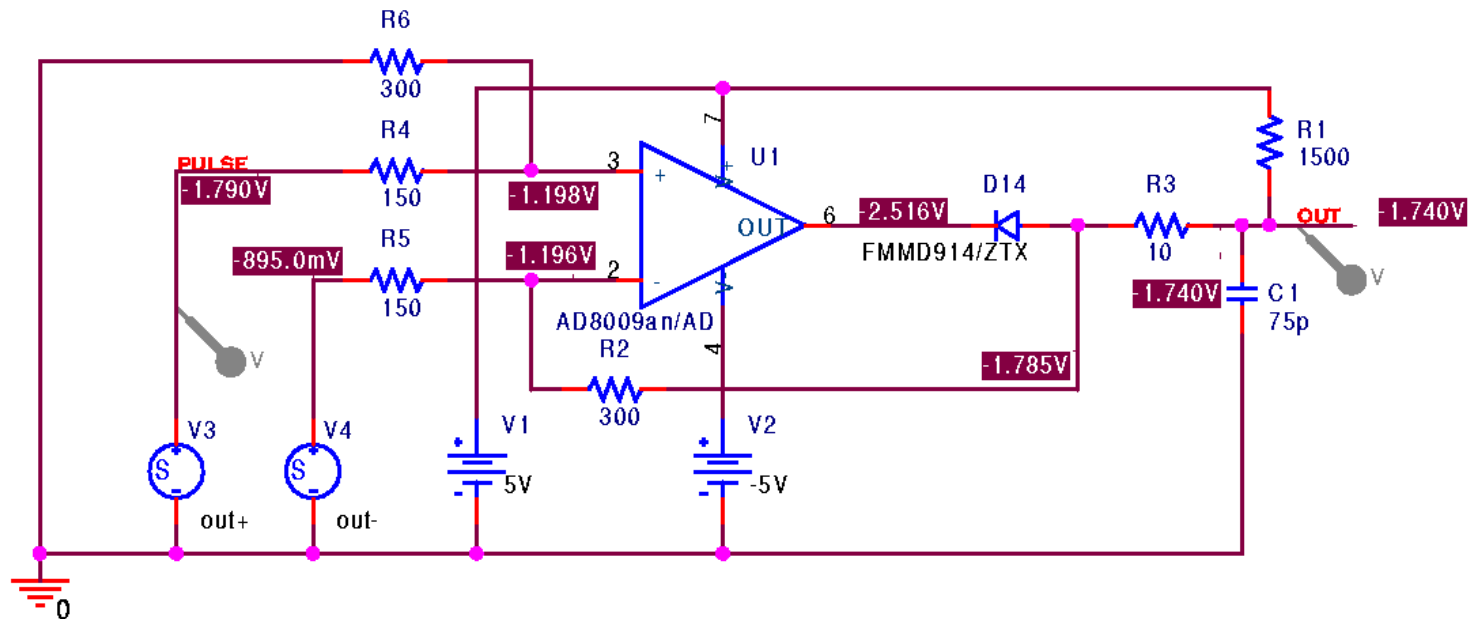 R6
300
R4
PULSE
-1.790V
150
3
-1.198V
+
7
V+
U1
R1
1500
D14
R3
-895.0mV
R5
150
-1.196V
2
-
OUT
6
-2.516V
FMMD914/ZTX
10
OUT
-1.740V
V
-1.740V
C1
75p
AD8009an/AD
V-
4
R2
300
-1.785V
V
V3
V4
V1
V2
S
S
5V
-5V
out+
out-
0